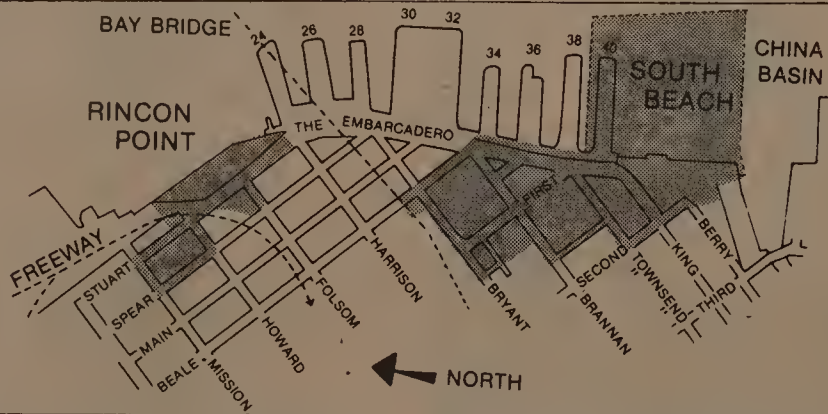 BAY BRIDGE
24
26
28
30
32
34
36
38
40
CHINA
BASIN
SOUTH
BEACH
RINCON
POINT
THE EMBARCADERO
FREEWAY
STUART
SPEAR
MAIN
BEALE
MISSION
HOWARD
FOLSOM
HARRISON
BRYANT
FIRST
BRANNAN
SECOND
TOWNSEND
KING
BERRY
THIRD
NORTH